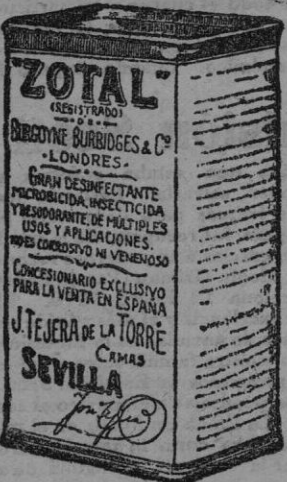 "ZOTAL"
(REGISTRADO)
BURGOYNE BURBIDGES & Cº
· LONDRES ·
GRAN DESINFECTANTE
MICROBICIDA, INSECTICIDA
Y DESODORANTE, DE MÚLTIPLES
USOS Y APLICACIONES.
NO ES CORROSIVO NI VENENOSO
CONCESIONARIO EXCLUSIVO
PARA LA VENTA EN ESPAÑA
J. TEJERA DE LA TORRE
CAMAS
SEVILLA